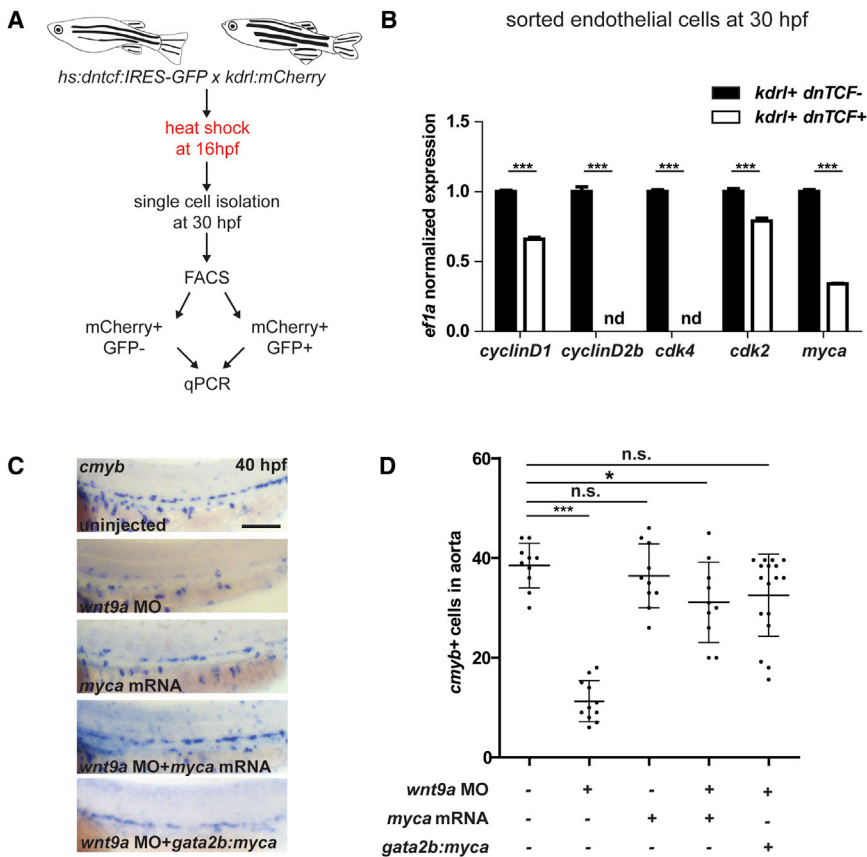 A
hs:dntcf:IRES-GFP x kdrl:mCherry
heat shock
at 16hpf
single cell isolation
at 30 hpf
FACS
mCherry+
GFP-
mCherry+
GFP+
qPCR
B
sorted endothelial cells at 30 hpf
kdrl+ dnTCF-
kdrl+ dnTCF+
ef1a normalized expression
1.5
1.0
0.5
0.0
*** *** *** *** ***
nd nd
cyclinD1 cyclinD2b cdk4 cdk2 myca
C
cmyb 40 hpf
uninjected
wnt9a MO
myca mRNA
wnt9a MO+myca mRNA
wnt9a MO+gata2b:myca
D
cmyb+ cells in aorta
60
40
20
0
n.s.
*
n.s.
***
wnt9a MO - + - + +
myca mRNA - - + + -
gata2b:myca - - - - +